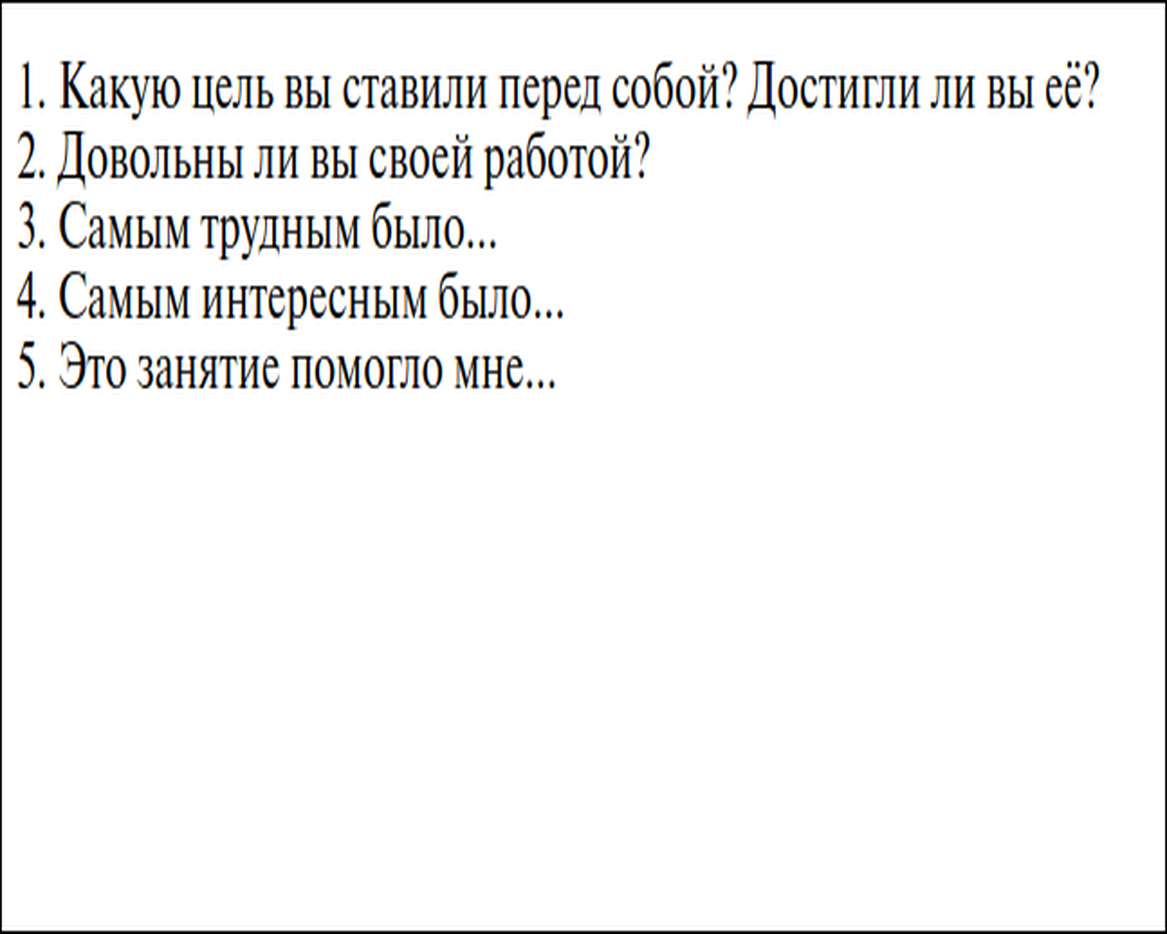 1. Какую цель вы ставили перед собой? Достигли ли вы её?
2. Довольны ли вы своей работой?
3. Самым трудным было...
4. Самым интересным было...
5. Это занятие помогло мне...